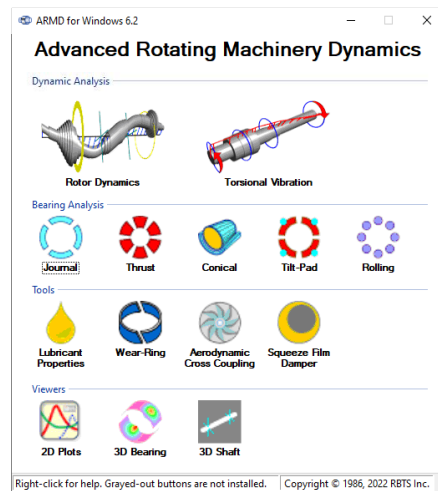 ARMD for Windows 6.2
Advanced Rotating Machinery Dynamics
Dynamic Analysis
Rotor Dynamics
Torsional Vibration
Bearing Analysis
Journal
Thrust
Conical
Tilt-Pad
Rolling
Tools
Lubricant
Properties
Wear-Ring
Aerodynamic
Cross Coupling
Squeeze Film
Damper
Viewers
2D Plots
3D Bearing
3D Shaft
Right-click for help. Grayed-out buttons are not installed.
Copyright © 1986, 2022 RBTS Inc.